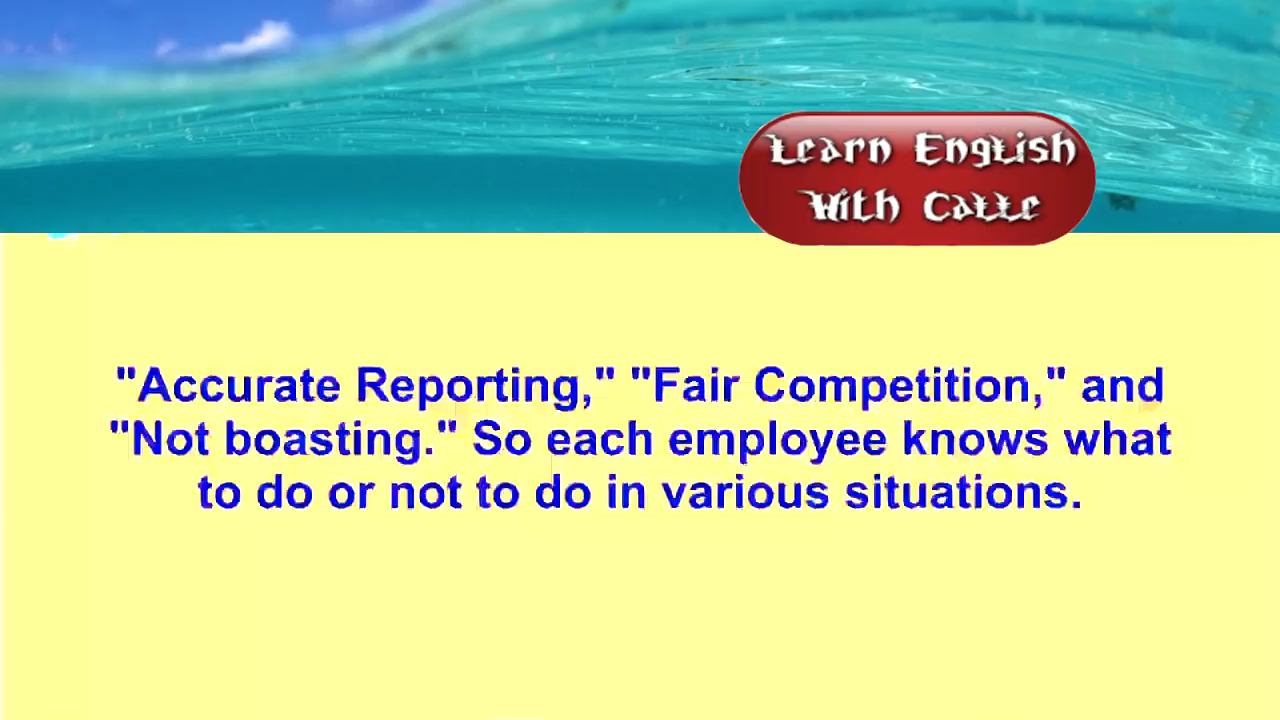 Learn English
With Catte
"Accurate Reporting," "Fair Competition," and
"Not boasting." So each employee knows what
to do or not to do in various situations.